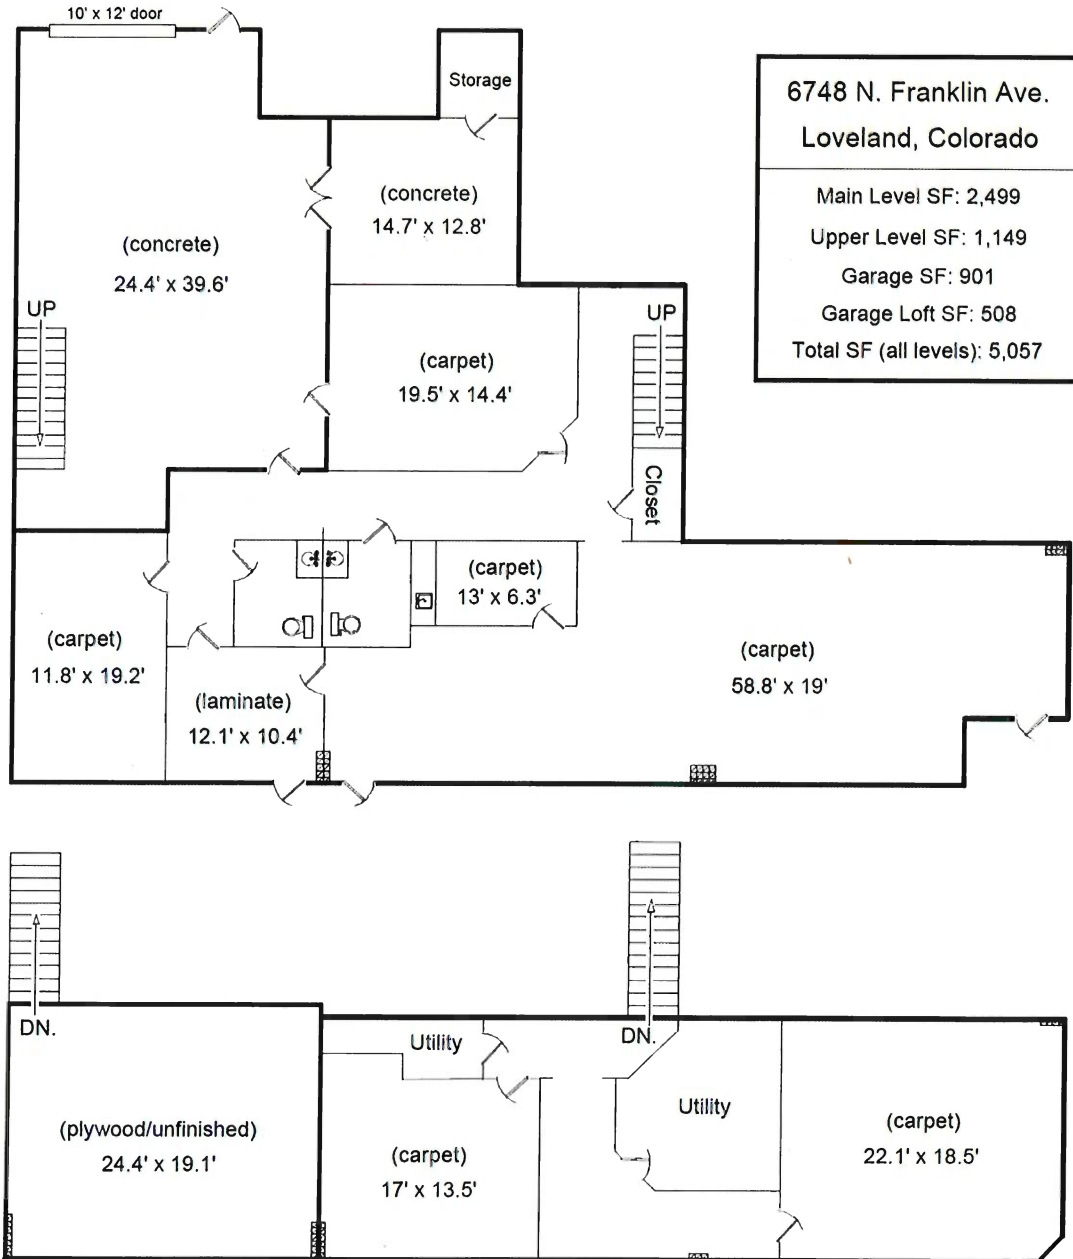 10' x 12' door
Storage
6748 N. Franklin Ave.
Loveland, Colorado
Main Level SF: 2,499
Upper Level SF: 1,149
Garage SF: 901
Garage Loft SF: 508
Total SF (all levels): 5,057
(concrete)
14.7' x 12.8'
(concrete)
24.4' x 39.6'
UP
UP
(carpet)
19.5' x 14.4'
Closet
(carpet)
13' x 6.3'
(carpet)
11.8' x 19.2'
(laminate)
12.1' x 10.4'
(carpet)
58.8' x 19'
DN.
DN.
Utility
Utility
(plywood/unfinished)
24.4' x 19.1'
(carpet)
17' x 13.5'
(carpet)
22.1' x 18.5'